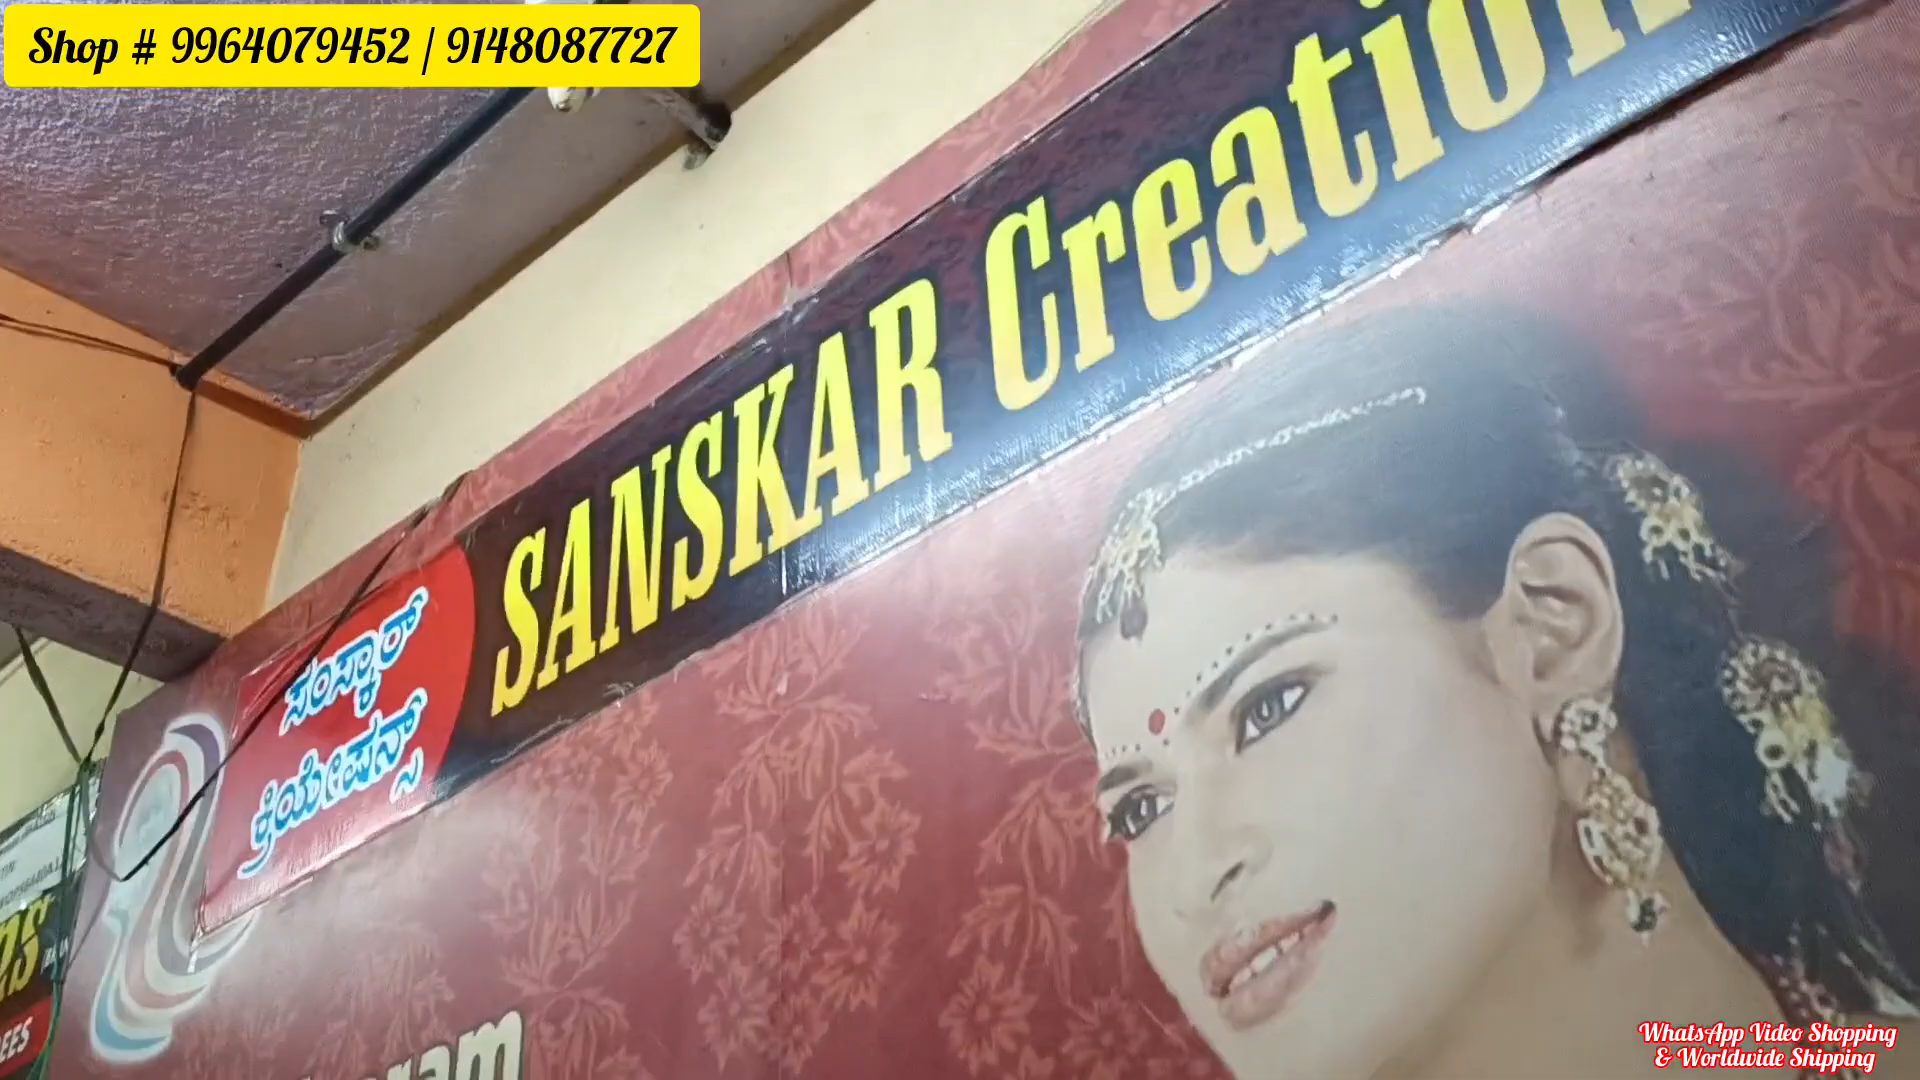 Shop # 9964079452 / 9148087727
SANSKAR Creation
ಸಂಸ್ಕಾರ್
ಕ್ರಿಯೇಷನ್ಸ್
WhatsApp Video Shopping
& Worldwide Shipping